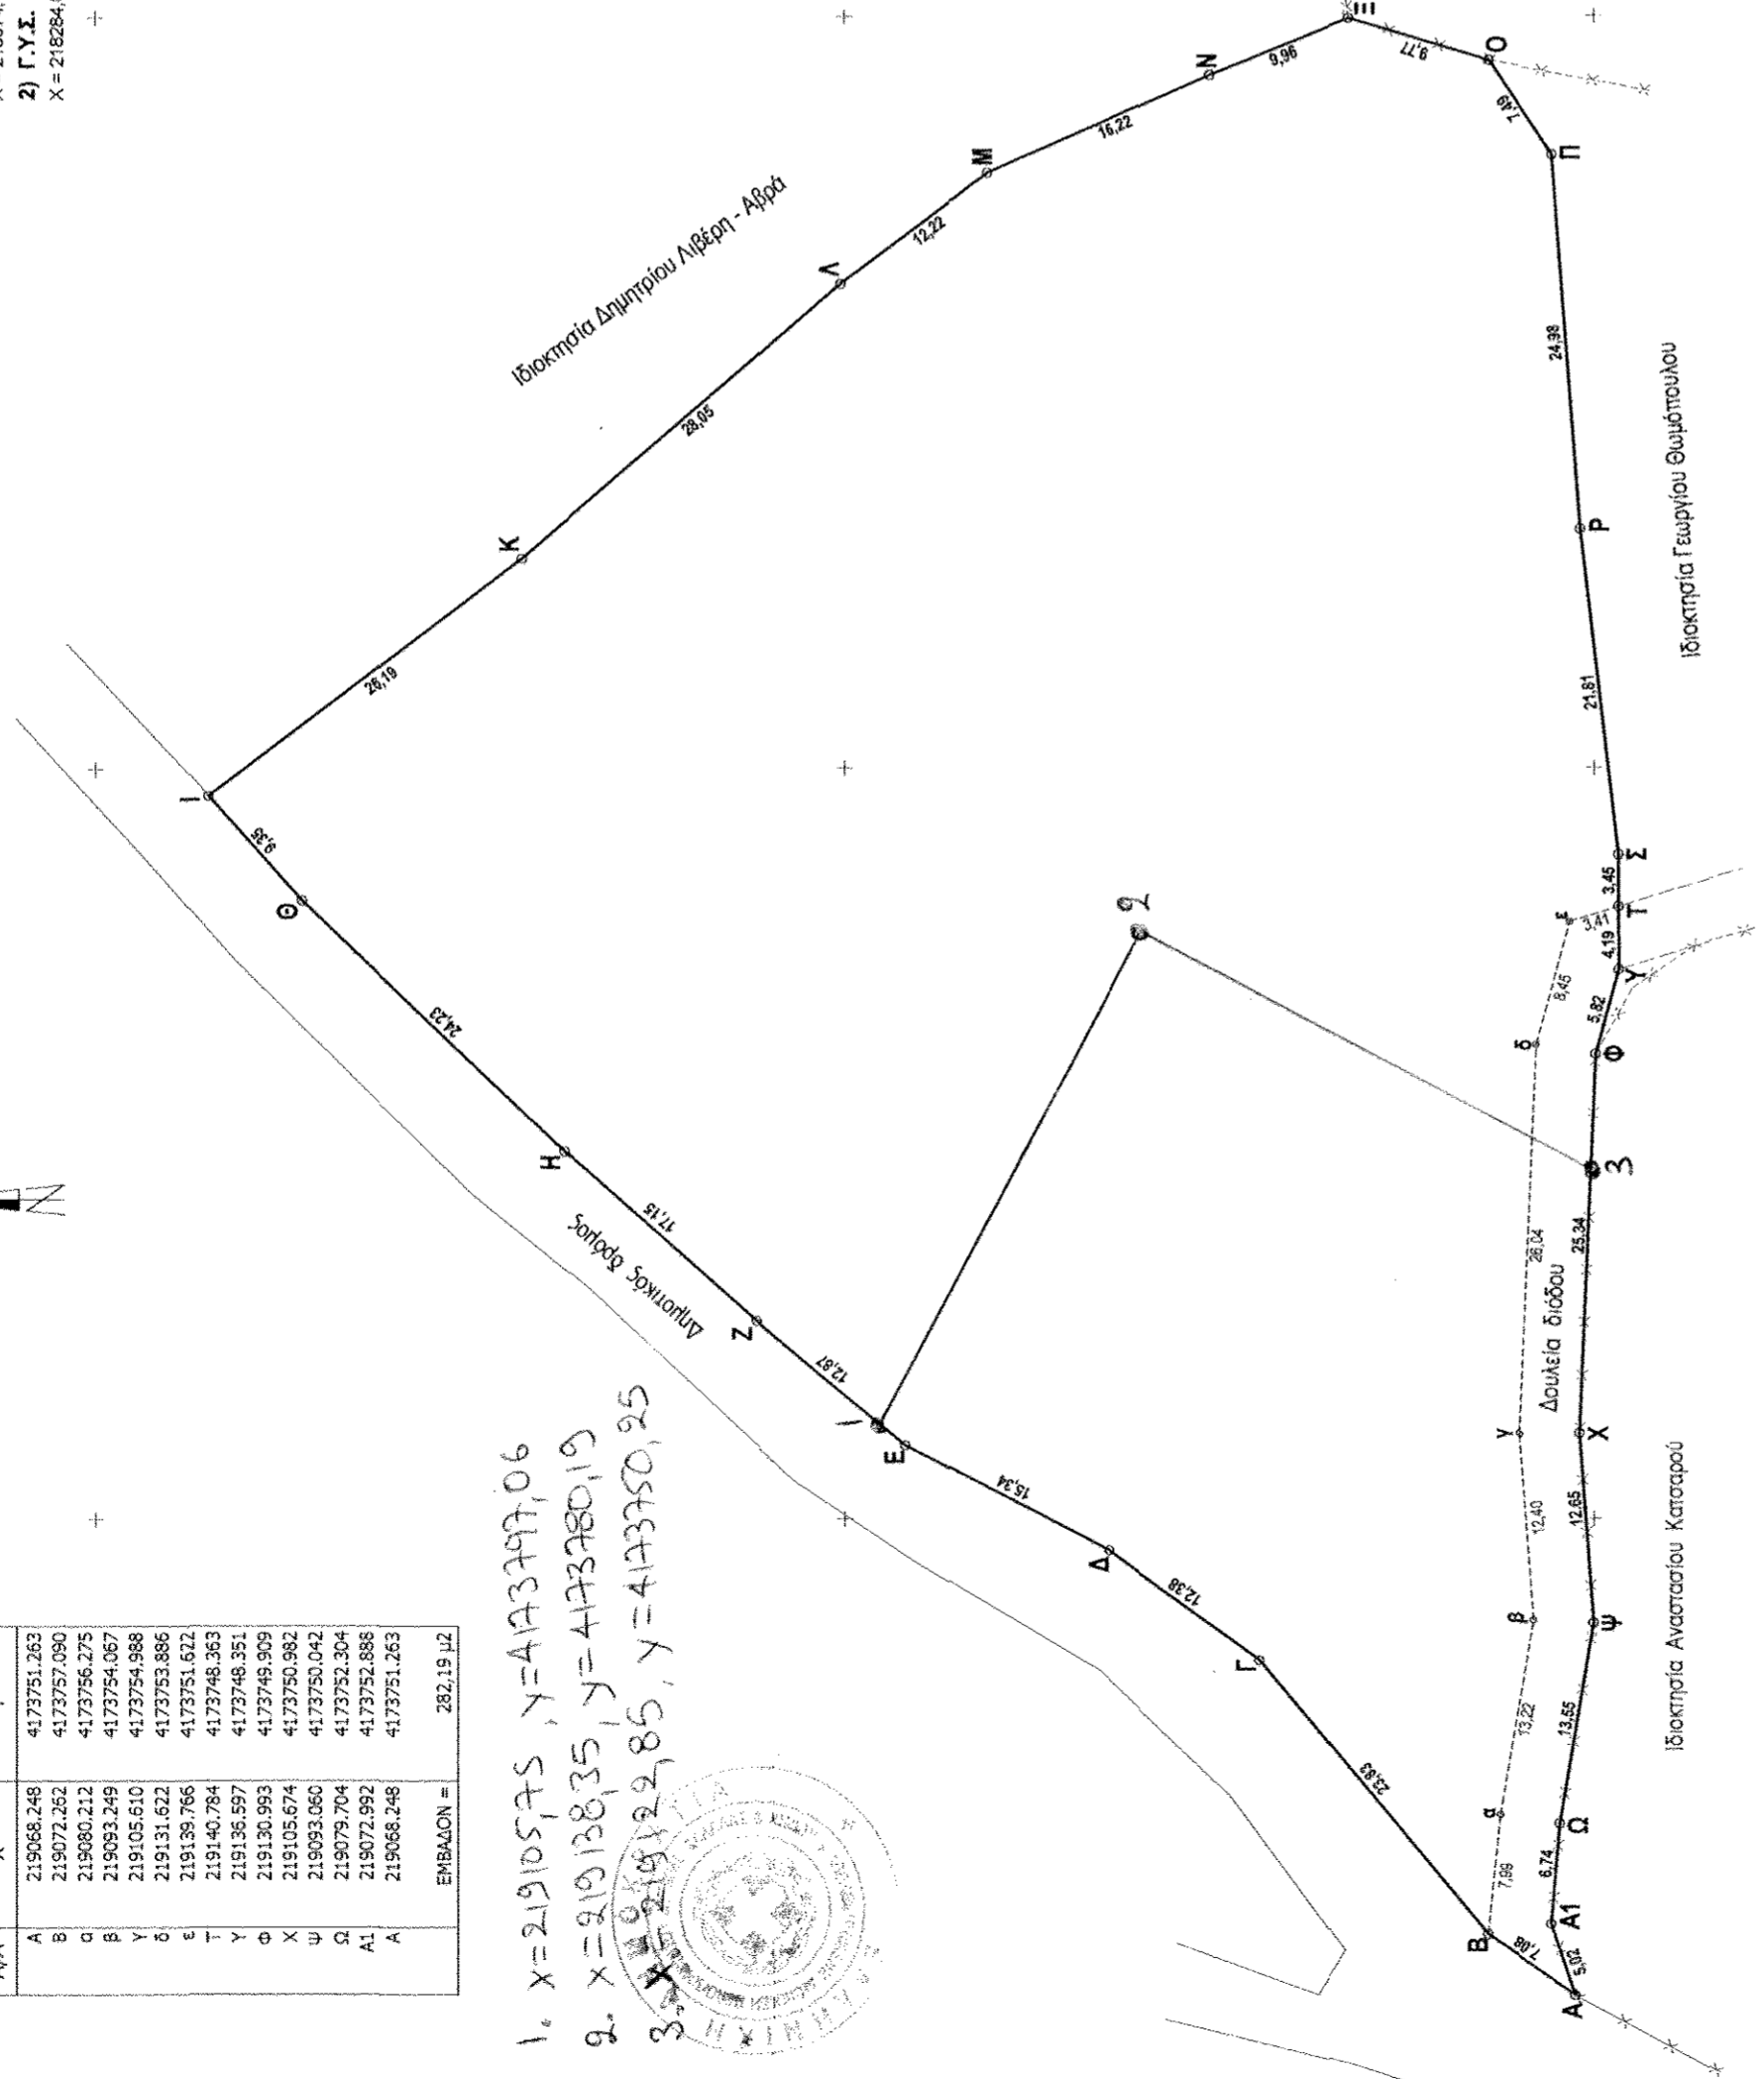 2) Γ.Υ.Σ.
A 219068.248 4173751.263
B 219072.262 4173757.090
α 219080.212 4173756.275
β 219093.249 4173754.067
γ 219105.610 4173754.988
δ 219131.622 4173753.886
ε 219139.766 4173751.622
Τ 219140.784 4173748.363
Υ 219136.597 4173748.351
Φ 219130.993 4173749.909
Χ 219105.674 4173750.982
Ψ 219093.060 4173750.042
Ω 219079.704 4173752.304
A1 219072.992 4173752.888
A 219068.248 4173751.263
ΕΜΒΑΔΟΝ = 282,19 μ2
1. x=219105,75, y=4173797,06
2. x=219138,35, y=4173780,19
3. x=219122,85, y=4173750,25
Ιδιοκτησία Δημητρίου Λιβέρη - Αβρά
Δημοτικός δρόμος
Δουλεία διόδου
Ιδιοκτησία Αναστασίου Κατσαρού
Ιδιοκτησία Γεωργίου Θωμόπουλου
Α
7,08
Β
23,83
Γ
12,38
Δ
15,34
Ε
1
12,87
Ζ
17,15
Η
24,23
Θ
9,35
Ι
26,19
Κ
28,05
Λ
12,22
Μ
16,22
Ν
9,96
Ξ
9,77
Ο
7,49
Π
24,98
Ρ
21,81
Σ
3,45
Τ
4,19
Υ
5,82
Φ
3
25,34
Χ
12,65
Ψ
13,55
Ω
6,74
Α1
5,02
7,99
α
13,22
β
12,40
γ
26,04
δ
8,45
ε
3,41
2